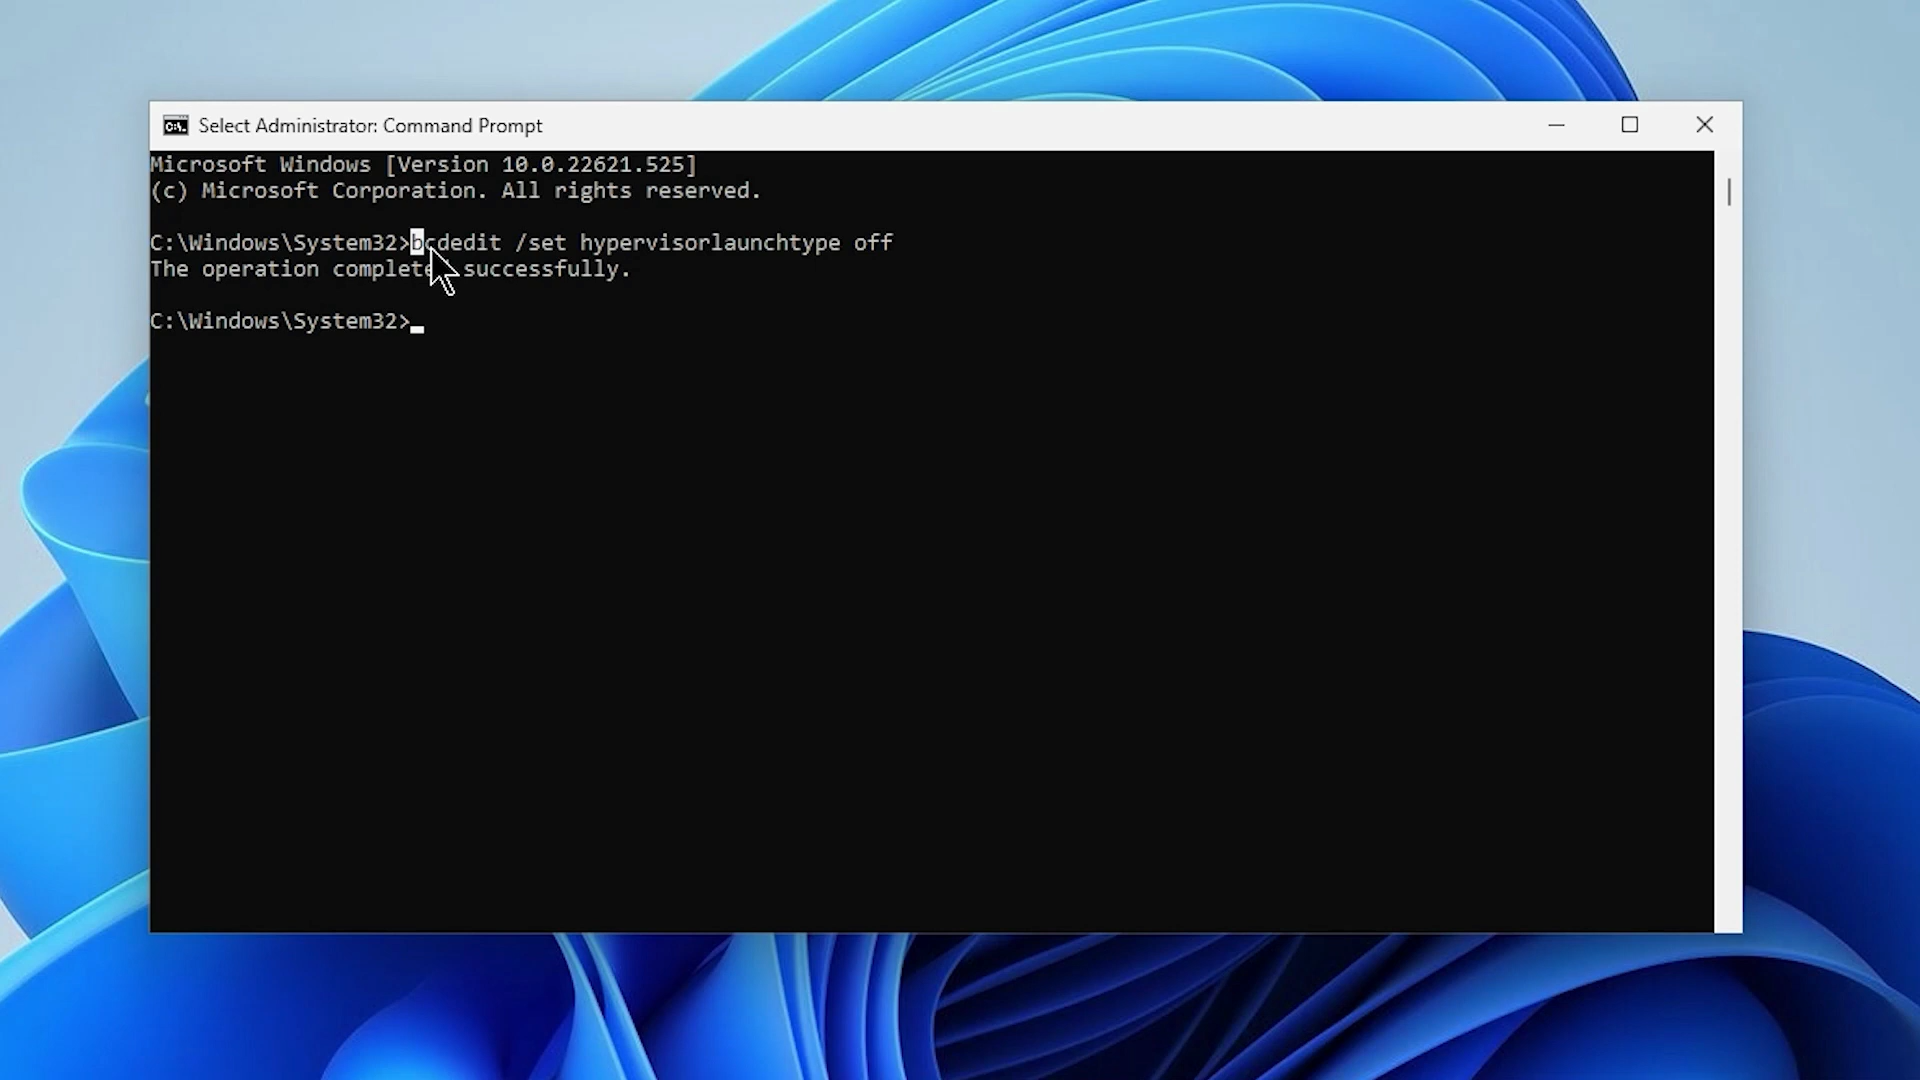 Select Administrator: Command Prompt
Microsoft Windows [Version 10.0.22621.525]
(c) Microsoft Corporation. All rights reserved.
C:\Windows\System32>bcdedit /set hypervisorlaunchtype off
The operation completed successfully.
C:\Windows\System32>